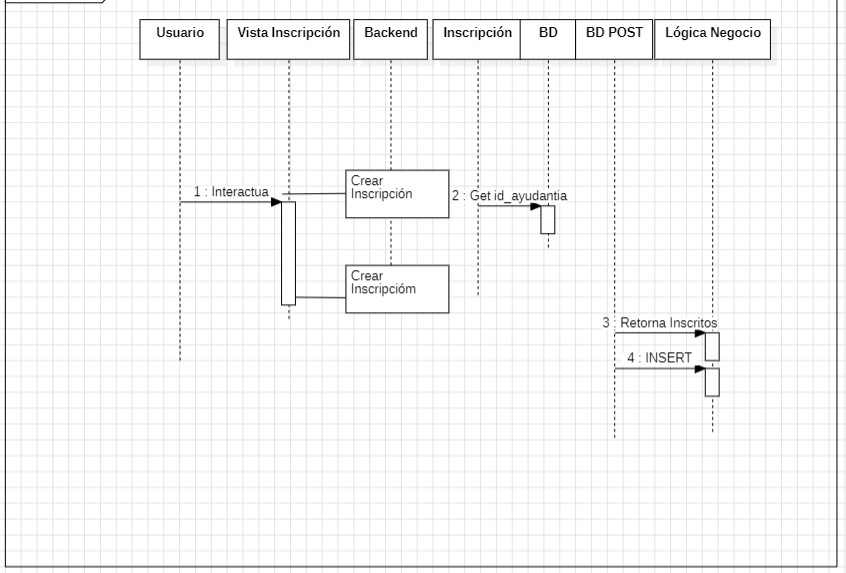 Usuario
Vista Inscripción
Backend
Inscripción
BD
BD POST
Lógica Negocio
1 : Interactua
Crear
Inscripción
2 : Get id_ayudantia
Crear
Inscripcióm
3 : Retorna Inscritos
4 : INSERT